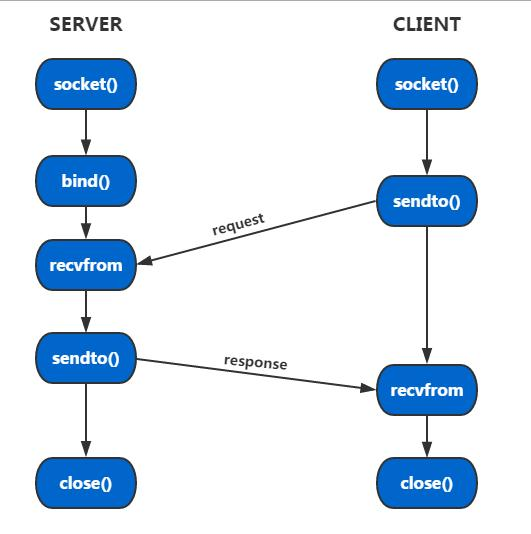 SERVER
CLIENT
socket()
socket()
bind()
sendto()
request
recvfrom
sendto()
response
recvfrom
close()
close()